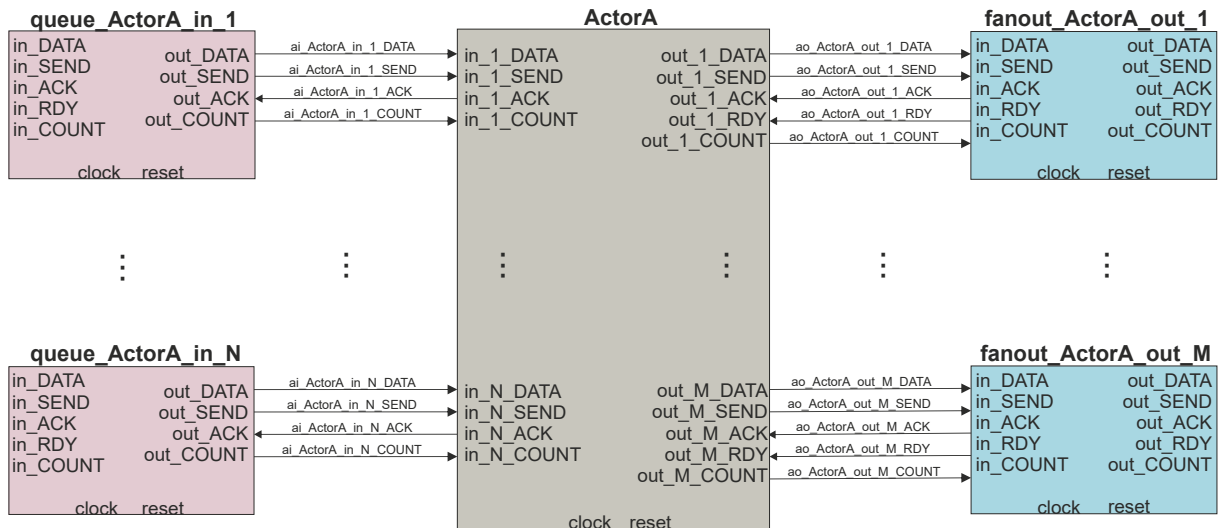 queue_ActorA_in_1
in_DATA
in_SEND
in_ACK
in_RDY
in_COUNT
out_DATA
out_SEND
out_ACK
out_COUNT
clock reset
ai_ActorA_in_1_DATA
ai_ActorA_in_1_SEND
ai_ActorA_in_1_ACK
ai_ActorA_in_1_COUNT
ActorA
in_1_DATA
in_1_SEND
in_1_ACK
in_1_COUNT
out_1_DATA
out_1_SEND
out_1_ACK
out_1_RDY
out_1_COUNT
ao_ActorA_out_1_DATA
ao_ActorA_out_1_SEND
ao_ActorA_out_1_ACK
ao_ActorA_out_1_RDY
ao_ActorA_out_1_COUNT
fanout_ActorA_out_1
in_DATA
in_SEND
in_ACK
in_RDY
in_COUNT
out_DATA
out_SEND
out_ACK
out_RDY
out_COUNT
clock reset
queue_ActorA_in_N
in_DATA
in_SEND
in_ACK
in_RDY
in_COUNT
out_DATA
out_SEND
out_ACK
out_COUNT
clock reset
ai_ActorA_in_N_DATA
ai_ActorA_in_N_SEND
ai_ActorA_in_N_ACK
ai_ActorA_in_N_COUNT
in_N_DATA
in_N_SEND
in_N_ACK
in_N_COUNT
out_M_DATA
out_M_SEND
out_M_ACK
out_M_RDY
out_M_COUNT
clock reset
ao_ActorA_out_M_DATA
ao_ActorA_out_M_SEND
ao_ActorA_out_M_ACK
ao_ActorA_out_M_RDY
ao_ActorA_out_M_COUNT
fanout_ActorA_out_M
in_DATA
in_SEND
in_ACK
in_RDY
in_COUNT
out_DATA
out_SEND
out_ACK
out_RDY
out_COUNT
clock reset